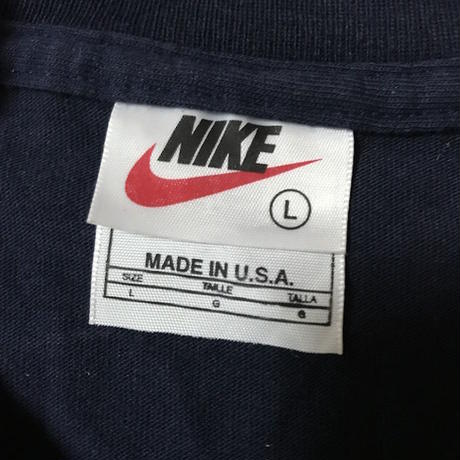 NIKE
L
MADE IN U.S.A.
SIZE TAILLE TALLA
L G G